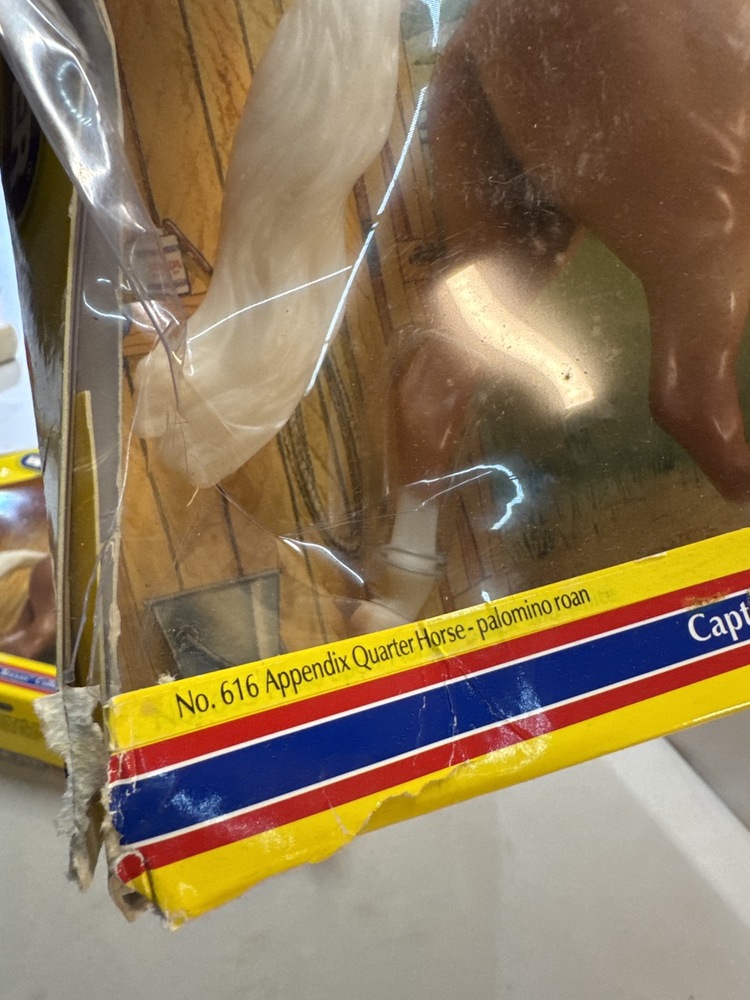 No. 616 Appendix Quarter Horse - palomino roan
Capt